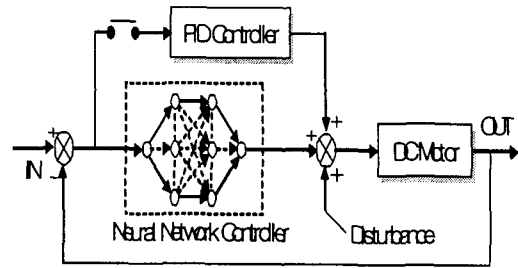 PID Controller
+
+
+
OUT
IN
-
DC Motor
+
Neural Network Controller
Disturbance